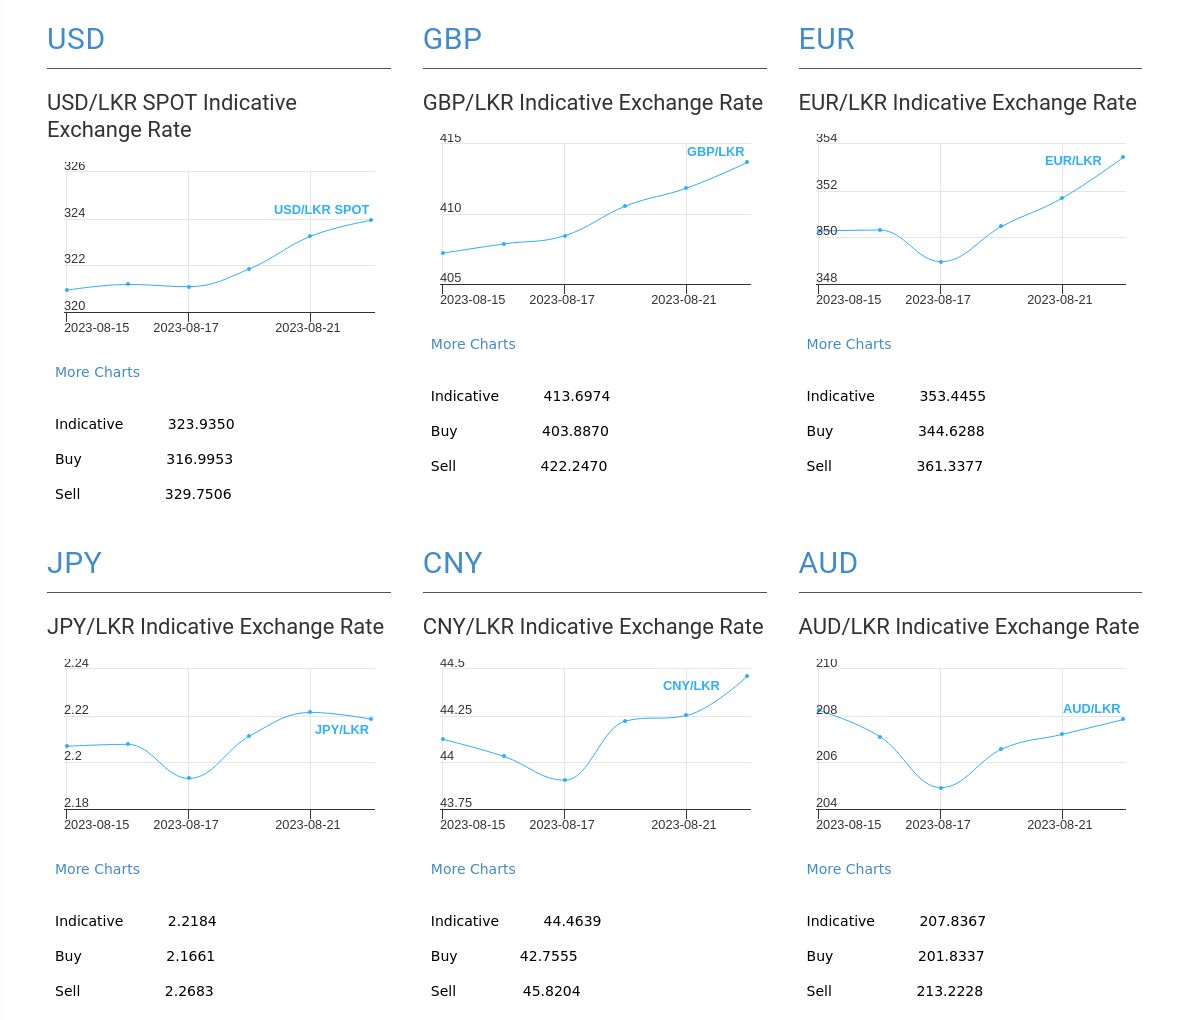 USD
USD/LKR SPOT Indicative
Exchange Rate
326
324
322
320
USD/LKR SPOT
2023-08-15 2023-08-17 2023-08-21
More Charts
Indicative 323.9350
Buy 316.9953
Sell 329.7506
GBP
GBP/LKR Indicative Exchange Rate
415
410
405
GBP/LKR
2023-08-15 2023-08-17 2023-08-21
More Charts
Indicative 413.6974
Buy 403.8870
Sell 422.2470
EUR
EUR/LKR Indicative Exchange Rate
354
352
350
348
EUR/LKR
2023-08-15 2023-08-17 2023-08-21
More Charts
Indicative 353.4455
Buy 344.6288
Sell 361.3377
JPY
JPY/LKR Indicative Exchange Rate
2.24
2.22
2.2
2.18
JPY/LKR
2023-08-15 2023-08-17 2023-08-21
More Charts
Indicative 2.2184
Buy 2.1661
Sell 2.2683
CNY
CNY/LKR Indicative Exchange Rate
44.5
44.25
44
43.75
CNY/LKR
2023-08-15 2023-08-17 2023-08-21
More Charts
Indicative 44.4639
Buy 42.7555
Sell 45.8204
AUD
AUD/LKR Indicative Exchange Rate
210
208
206
204
AUD/LKR
2023-08-15 2023-08-17 2023-08-21
More Charts
Indicative 207.8367
Buy 201.8337
Sell 213.2228